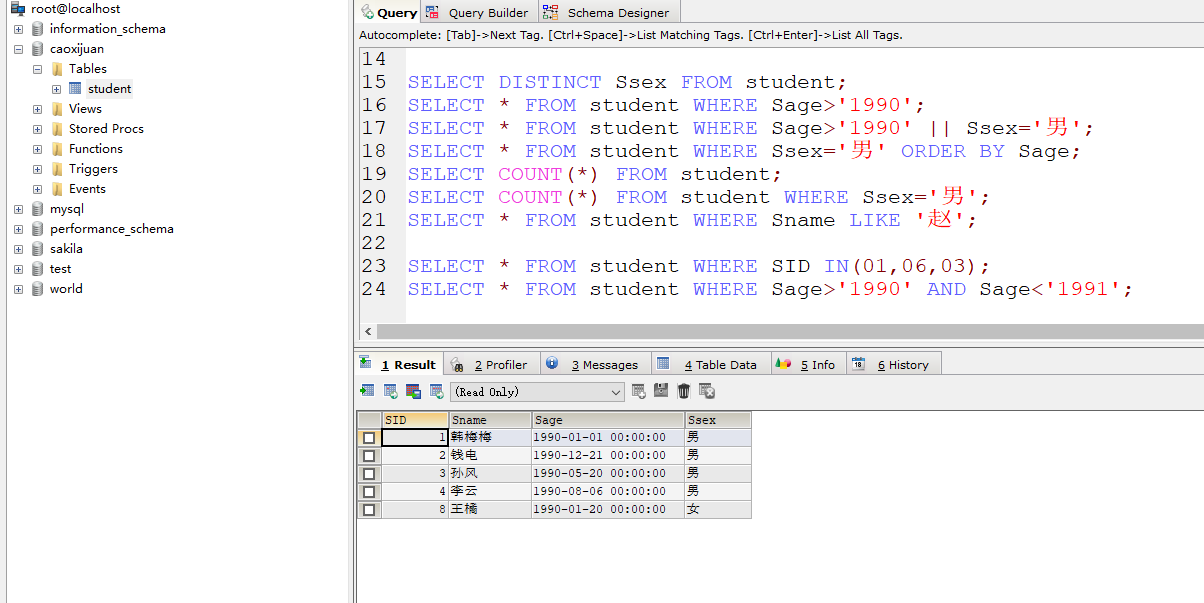 root@localhost
information_schema
caoxijuan
Tables
student
Views
Stored Procs
Functions
Triggers
Events
mysql
performance_schema
sakila
test
world
Query Query Builder Schema Designer
Autocomplete: [Tab]->Next Tag. [Ctrl+Space]->List Matching Tags. [Ctrl+Enter]->List All Tags.
14
15 SELECT DISTINCT Ssex FROM student;
16 SELECT * FROM student WHERE Sage>'1990';
17 SELECT * FROM student WHERE Sage>'1990' || Ssex='男';
18 SELECT * FROM student WHERE Ssex='男' ORDER BY Sage;
19 SELECT COUNT(*) FROM student;
20 SELECT COUNT(*) FROM student WHERE Ssex='男';
21 SELECT * FROM student WHERE Sname LIKE '赵';
22
23 SELECT * FROM student WHERE SID IN(01,06,03);
24 SELECT * FROM student WHERE Sage>'1990' AND Sage<'1991';
1 Result 2 Profiler 3 Messages 4 Table Data 5 Info 18 6 History
(Read Only)
SID Sname Sage Ssex
1 韩梅梅 1990-01-01 00:00:00 男
2 钱电 1990-12-21 00:00:00 男
3 孙风 1990-05-20 00:00:00 男
4 李云 1990-08-06 00:00:00 男
8 王橘 1990-01-20 00:00:00 女